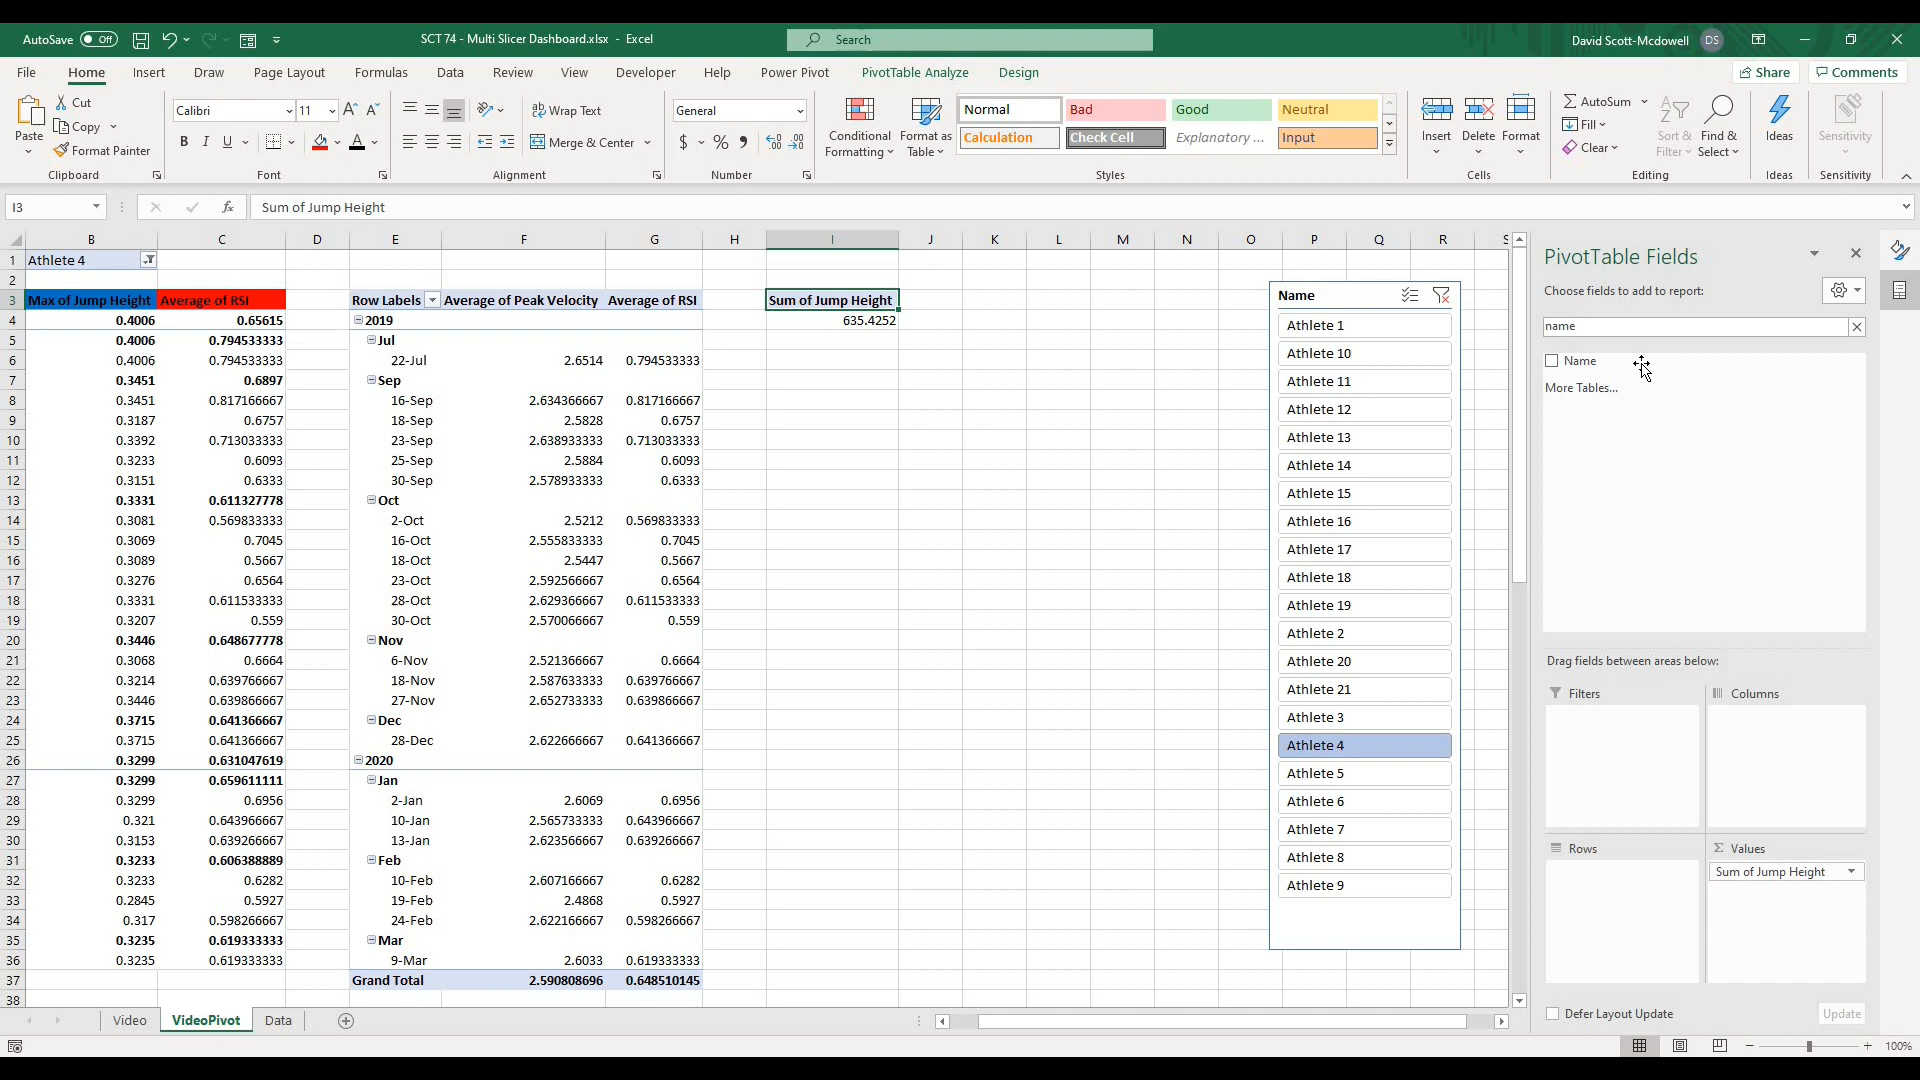 AutoSave Off SCT 74 - Multi Slicer Dashboard.xlsx - Excel Search David Scott-Mcdowell DS
File Home Insert Draw Page Layout Formulas Data Review View Developer Help Power Pivot PivotTable Analyze Design Share Comments
Paste Cut Copy Format Painter Clipboard
Calibri 11 B I U A Font
Wrap Text Merge & Center Alignment
General $ % Number
Conditional Formatting Format as Table Normal Bad Good Neutral Calculation Check Cell Explanatory ... Input Styles
Insert Delete Format Cells
AutoSum Fill Clear Sort & Filter Find & Select Editing
Ideas Ideas Sensitivity Sensitivity
I3 fx Sum of Jump Height
B C D E F G H I J K L M N O P Q R S
1 Athlete 4
2
3 Max of Jump Height Average of RSI Row Labels Average of Peak Velocity Average of RSI Sum of Jump Height
4 0.4006 0.65615 2019 635.4252
5 0.4006 0.794533333 Jul
6 0.4006 0.794533333 22-Jul 2.6514 0.794533333
7 0.3451 0.6897 Sep
8 0.3451 0.817166667 16-Sep 2.634366667 0.817166667
9 0.3187 0.6757 18-Sep 2.5828 0.6757
10 0.3392 0.713033333 23-Sep 2.638933333 0.713033333
11 0.3233 0.6093 25-Sep 2.5884 0.6093
12 0.3151 0.6333 30-Sep 2.578933333 0.6333
13 0.3331 0.611327778 Oct
14 0.3081 0.569833333 2-Oct 2.5212 0.569833333
15 0.3069 0.7045 16-Oct 2.555833333 0.7045
16 0.3089 0.5667 18-Oct 2.5447 0.5667
17 0.3276 0.6564 23-Oct 2.592566667 0.6564
18 0.3331 0.611533333 28-Oct 2.629366667 0.611533333
19 0.3207 0.559 30-Oct 2.570066667 0.559
20 0.3446 0.648677778 Nov
21 0.3068 0.6664 6-Nov 2.521366667 0.6664
22 0.3214 0.639766667 18-Nov 2.587633333 0.639766667
23 0.3446 0.639866667 27-Nov 2.652733333 0.639866667
24 0.3715 0.641366667 Dec
25 0.3715 0.641366667 28-Dec 2.622666667 0.641366667
26 0.3299 0.631047619 2020
27 0.3299 0.659611111 Jan
28 0.3299 0.6956 2-Jan 2.6069 0.6956
29 0.321 0.643966667 10-Jan 2.565733333 0.643966667
30 0.3153 0.639266667 13-Jan 2.623566667 0.639266667
31 0.3233 0.606388889 Feb
32 0.3233 0.6282 10-Feb 2.607166667 0.6282
33 0.2845 0.5927 19-Feb 2.4868 0.5927
34 0.317 0.598266667 24-Feb 2.622166667 0.598266667
35 0.3235 0.619333333 Mar
36 0.3235 0.619333333 9-Mar 2.6033 0.619333333
37 Grand Total 2.590808696 0.648510145
38
Name
Athlete 1
Athlete 10
Athlete 11
Athlete 12
Athlete 13
Athlete 14
Athlete 15
Athlete 16
Athlete 17
Athlete 18
Athlete 19
Athlete 2
Athlete 20
Athlete 21
Athlete 3
Athlete 4
Athlete 5
Athlete 6
Athlete 7
Athlete 8
Athlete 9
PivotTable Fields
Choose fields to add to report:
name
Name
More Tables...
Drag fields between areas below:
Filters Columns
Rows Σ Values
Sum of Jump Height
Defer Layout Update Update
Video VideoPivot Data
100%